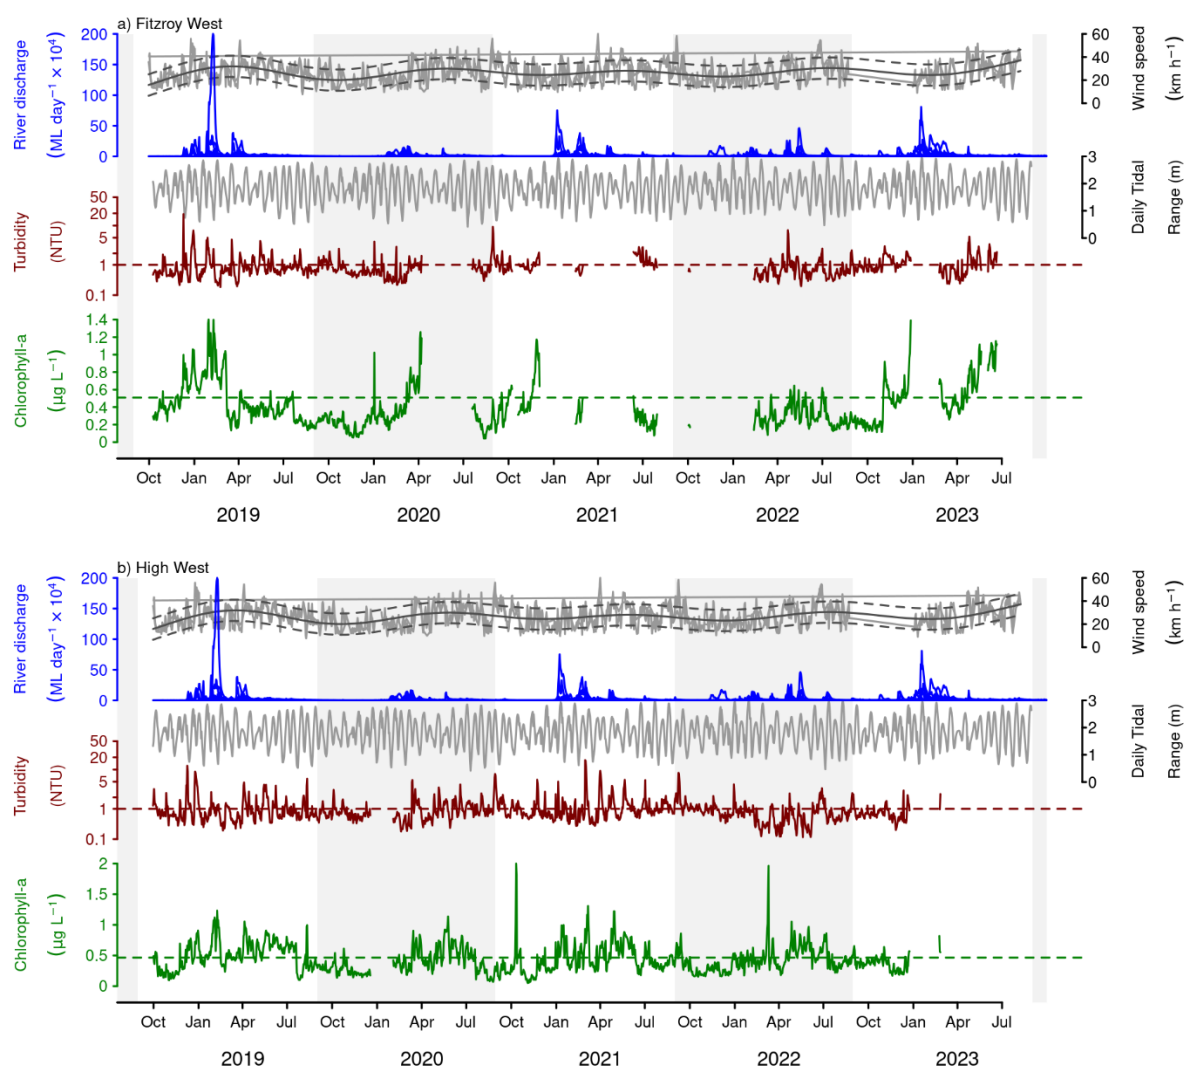 a) Fitzroy West
River discharge
(ML day⁻¹ × 10⁴)
200
150
100
50
0
Wind speed
(km h⁻¹)
60
40
20
0
Daily Tidal
Range (m)
3
2
1
0
Turbidity
(NTU)
50
20
5
1
0.1
Chlorophyll-a
(µg L⁻¹)
1.4
1.2
1
0.8
0.6
0.4
0.2
0
Oct Jan Apr Jul Oct Jan Apr Jul Oct Jan Apr Jul Oct Jan Apr Jul Oct Jan Apr Jul
2019 2020 2021 2022 2023
b) High West
River discharge
(ML day⁻¹ × 10⁴)
200
150
100
50
0
Wind speed
(km h⁻¹)
60
40
20
0
Daily Tidal
Range (m)
3
2
1
0
Turbidity
(NTU)
50
20
5
1
0.1
Chlorophyll-a
(µg L⁻¹)
2
1.5
1
0.5
0
Oct Jan Apr Jul Oct Jan Apr Jul Oct Jan Apr Jul Oct Jan Apr Jul Oct Jan Apr Jul
2019 2020 2021 2022 2023